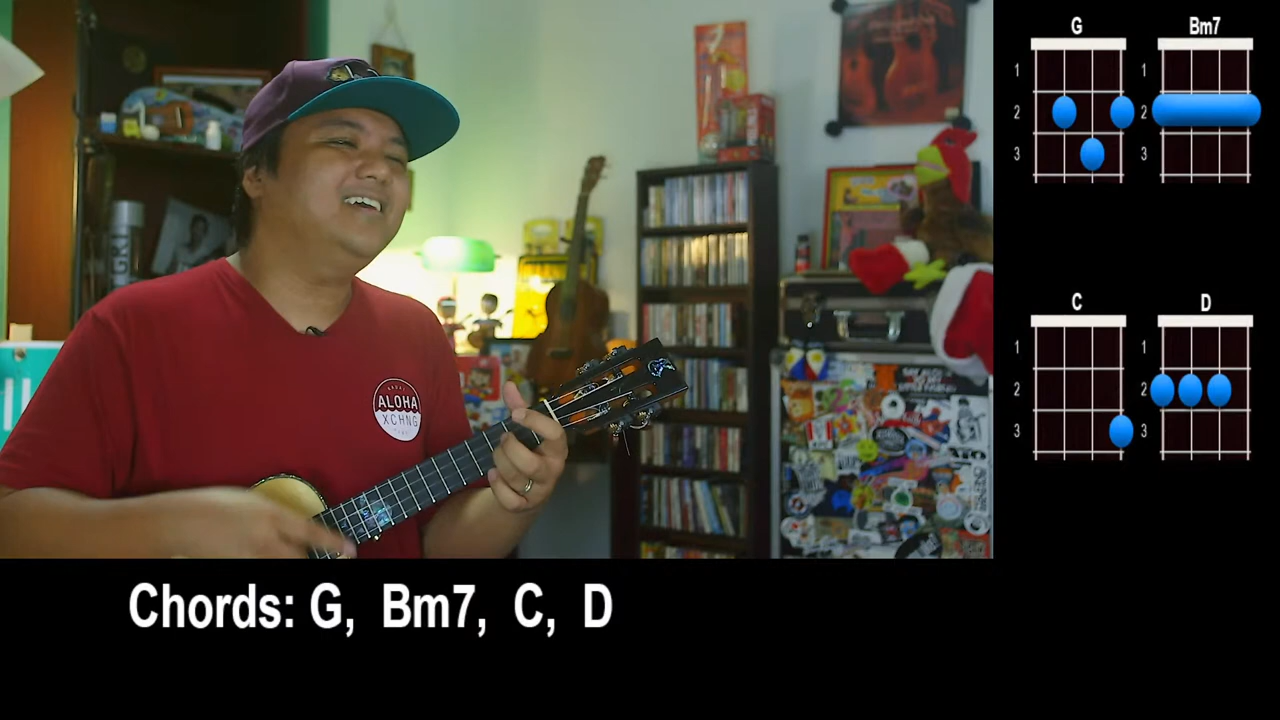 G Bm7
1 1
2 2
3 3
C D
1 1
2 2
3 3
ALOHA
XCHNG
Chords: G, Bm7, C, D